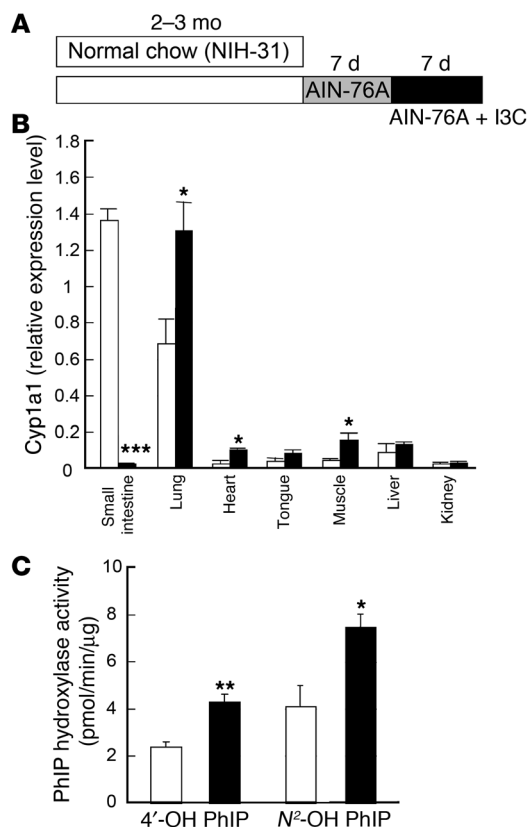 A
2–3 mo
Normal chow (NIH-31)
7 d
7 d
AIN-76A
AIN-76A + I3C
B
Cyp1a1 (relative expression level)
1.8
1.6
1.4
1.2
1
0.8
0.6
0.4
0.2
0
***
*
*
*
Small
intestine
Lung
Heart
Tongue
Muscle
Liver
Kidney
C
PhIP hydroxylase activity
(pmol/min/μg)
10
8
6
4
2
0
**
*
4′-OH PhIP
N²-OH PhIP